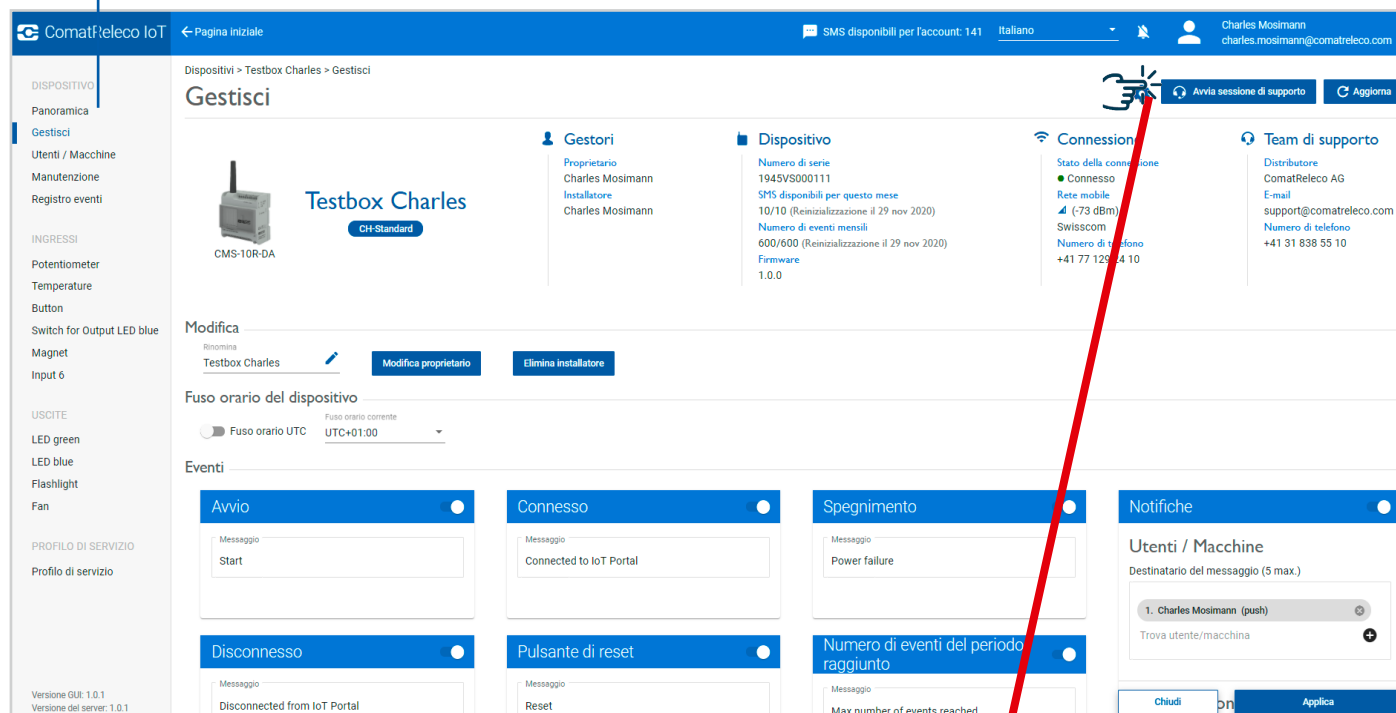 ComatReleco IoT
Pagina iniziale
SMS disponibili per l'account: 141
Italiano
Charles Mosimann
charles.mosimann@comatreleco.com
DISPOSITIVO
Panoramica
Gestisci
Utenti / Macchine
Manutenzione
Registro eventi
INGRESSI
Potentiometer
Temperature
Button
Switch for Output LED blue
Magnet
Input 6
USCITE
LED green
LED blue
Flashlight
Fan
PROFILO DI SERVIZIO
Profilo di servizio
Versione GUI: 1.0.1
Versione del server: 1.0.1
Dispositivi > Testbox Charles > Gestisci
Gestisci
Avvia sessione di supporto
Aggiorna
CMS-10R-DA
Testbox Charles
CH-Standard
Gestori
Proprietario
Charles Mosimann
Installatore
Charles Mosimann
Dispositivo
Numero di serie
1945VS000111
SMS disponibili per questo mese
10/10 (Reinizializzazione il 29 nov 2020)
Numero di eventi mensili
600/600 (Reinizializzazione il 29 nov 2020)
Firmware
1.0.0
Connessione
Stato della connessione
Connesso
Rete mobile
(-73 dBm)
Swisscom
Numero di telefono
+41 77 129 24 10
Team di supporto
Distributore
ComatReleco AG
E-mail
support@comatreleco.com
Numero di telefono
+41 31 838 55 10
Modifica
Rinomina
Testbox Charles
Modifica proprietario
Elimina installatore
Fuso orario del dispositivo
Fuso orario UTC
Fuso orario corrente
UTC+01:00
Eventi
Avvio
Messaggio
Start
Connesso
Messaggio
Connected to IoT Portal
Spegnimento
Messaggio
Power failure
Notifiche
Utenti / Macchine
Destinatario del messaggio (5 max.)
1. Charles Mosimann (push)
Trova utente/macchina
Disconnesso
Messaggio
Disconnected from IoT Portal
Pulsante di reset
Messaggio
Reset
Numero di eventi del periodo
raggiunto
Messaggio
Max number of events reached
Chiudi
Applica